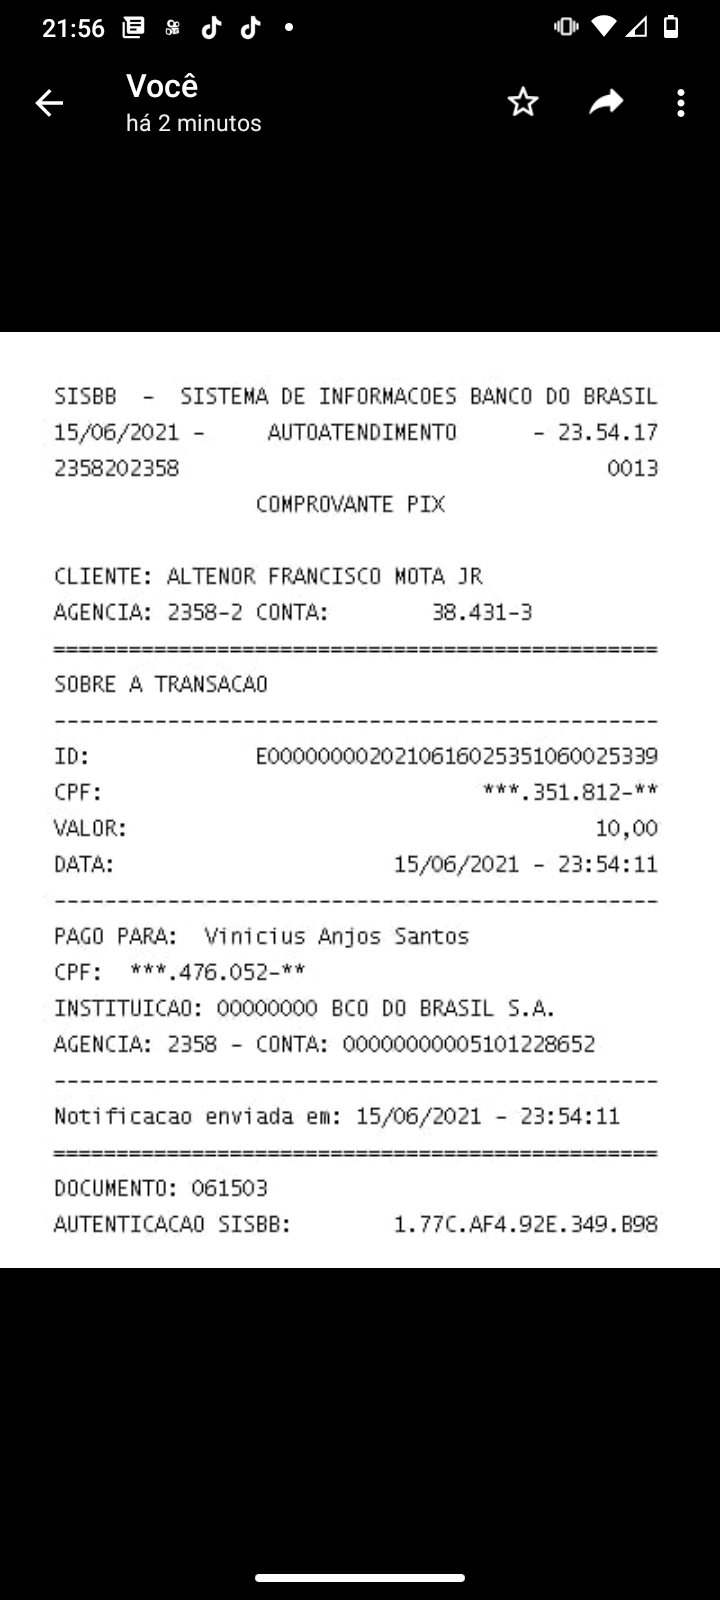 21:56
Você
há 2 minutos
SISBB - SISTEMA DE INFORMACOES BANCO DO BRASIL
15/06/2021 - AUTOATENDIMENTO - 23.54.17
2358202358 0013
COMPROVANTE PIX
CLIENTE: ALTENOR FRANCISCO MOTA JR
AGENCIA: 2358-2 CONTA: 38.431-3
================================================
SOBRE A TRANSACAO
------------------------------------------------
ID: E0000000020210616025351060025339
CPF: ***.351.812-**
VALOR: 10,00
DATA: 15/06/2021 - 23:54:11
------------------------------------------------
PAGO PARA: Vinicius Anjos Santos
CPF: ***.476.052-**
INSTITUICAO: 00000000 BCO DO BRASIL S.A.
AGENCIA: 2358 - CONTA: 00000000005101228652
------------------------------------------------
Notificacao enviada em: 15/06/2021 - 23:54:11
================================================
DOCUMENTO: 061503
AUTENTICACAO SISBB: 1.77C.AF4.92E.349.B98